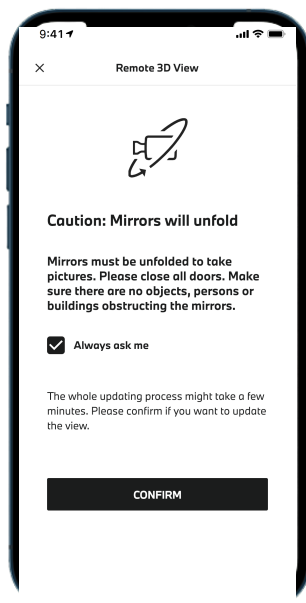 9:41
Remote 3D View
Caution: Mirrors will unfold
Mirrors must be unfolded to take
pictures. Please close all doors. Make
sure there are no objects, persons or
buildings obstructing the mirrors.
Always ask me
The whole updating process might take a few
minutes. Please confirm if you want to update
the view.
CONFIRM